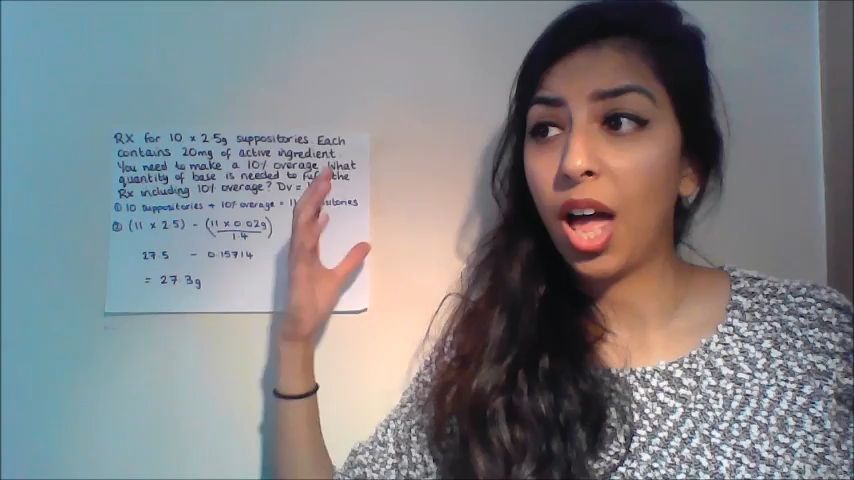 RX for 10 x 2.5g suppositories. Each
contains 20mg of active ingredient.
You need to make a 10% overage. What
quantity of base is needed to the
Rx including 10% overage? Dv =
① 10 suppositories + 10% overage = 11
② (11 x 2.5) - (11 x 0.02g)
1.4
27.5 - 0.15714
= 27.3g